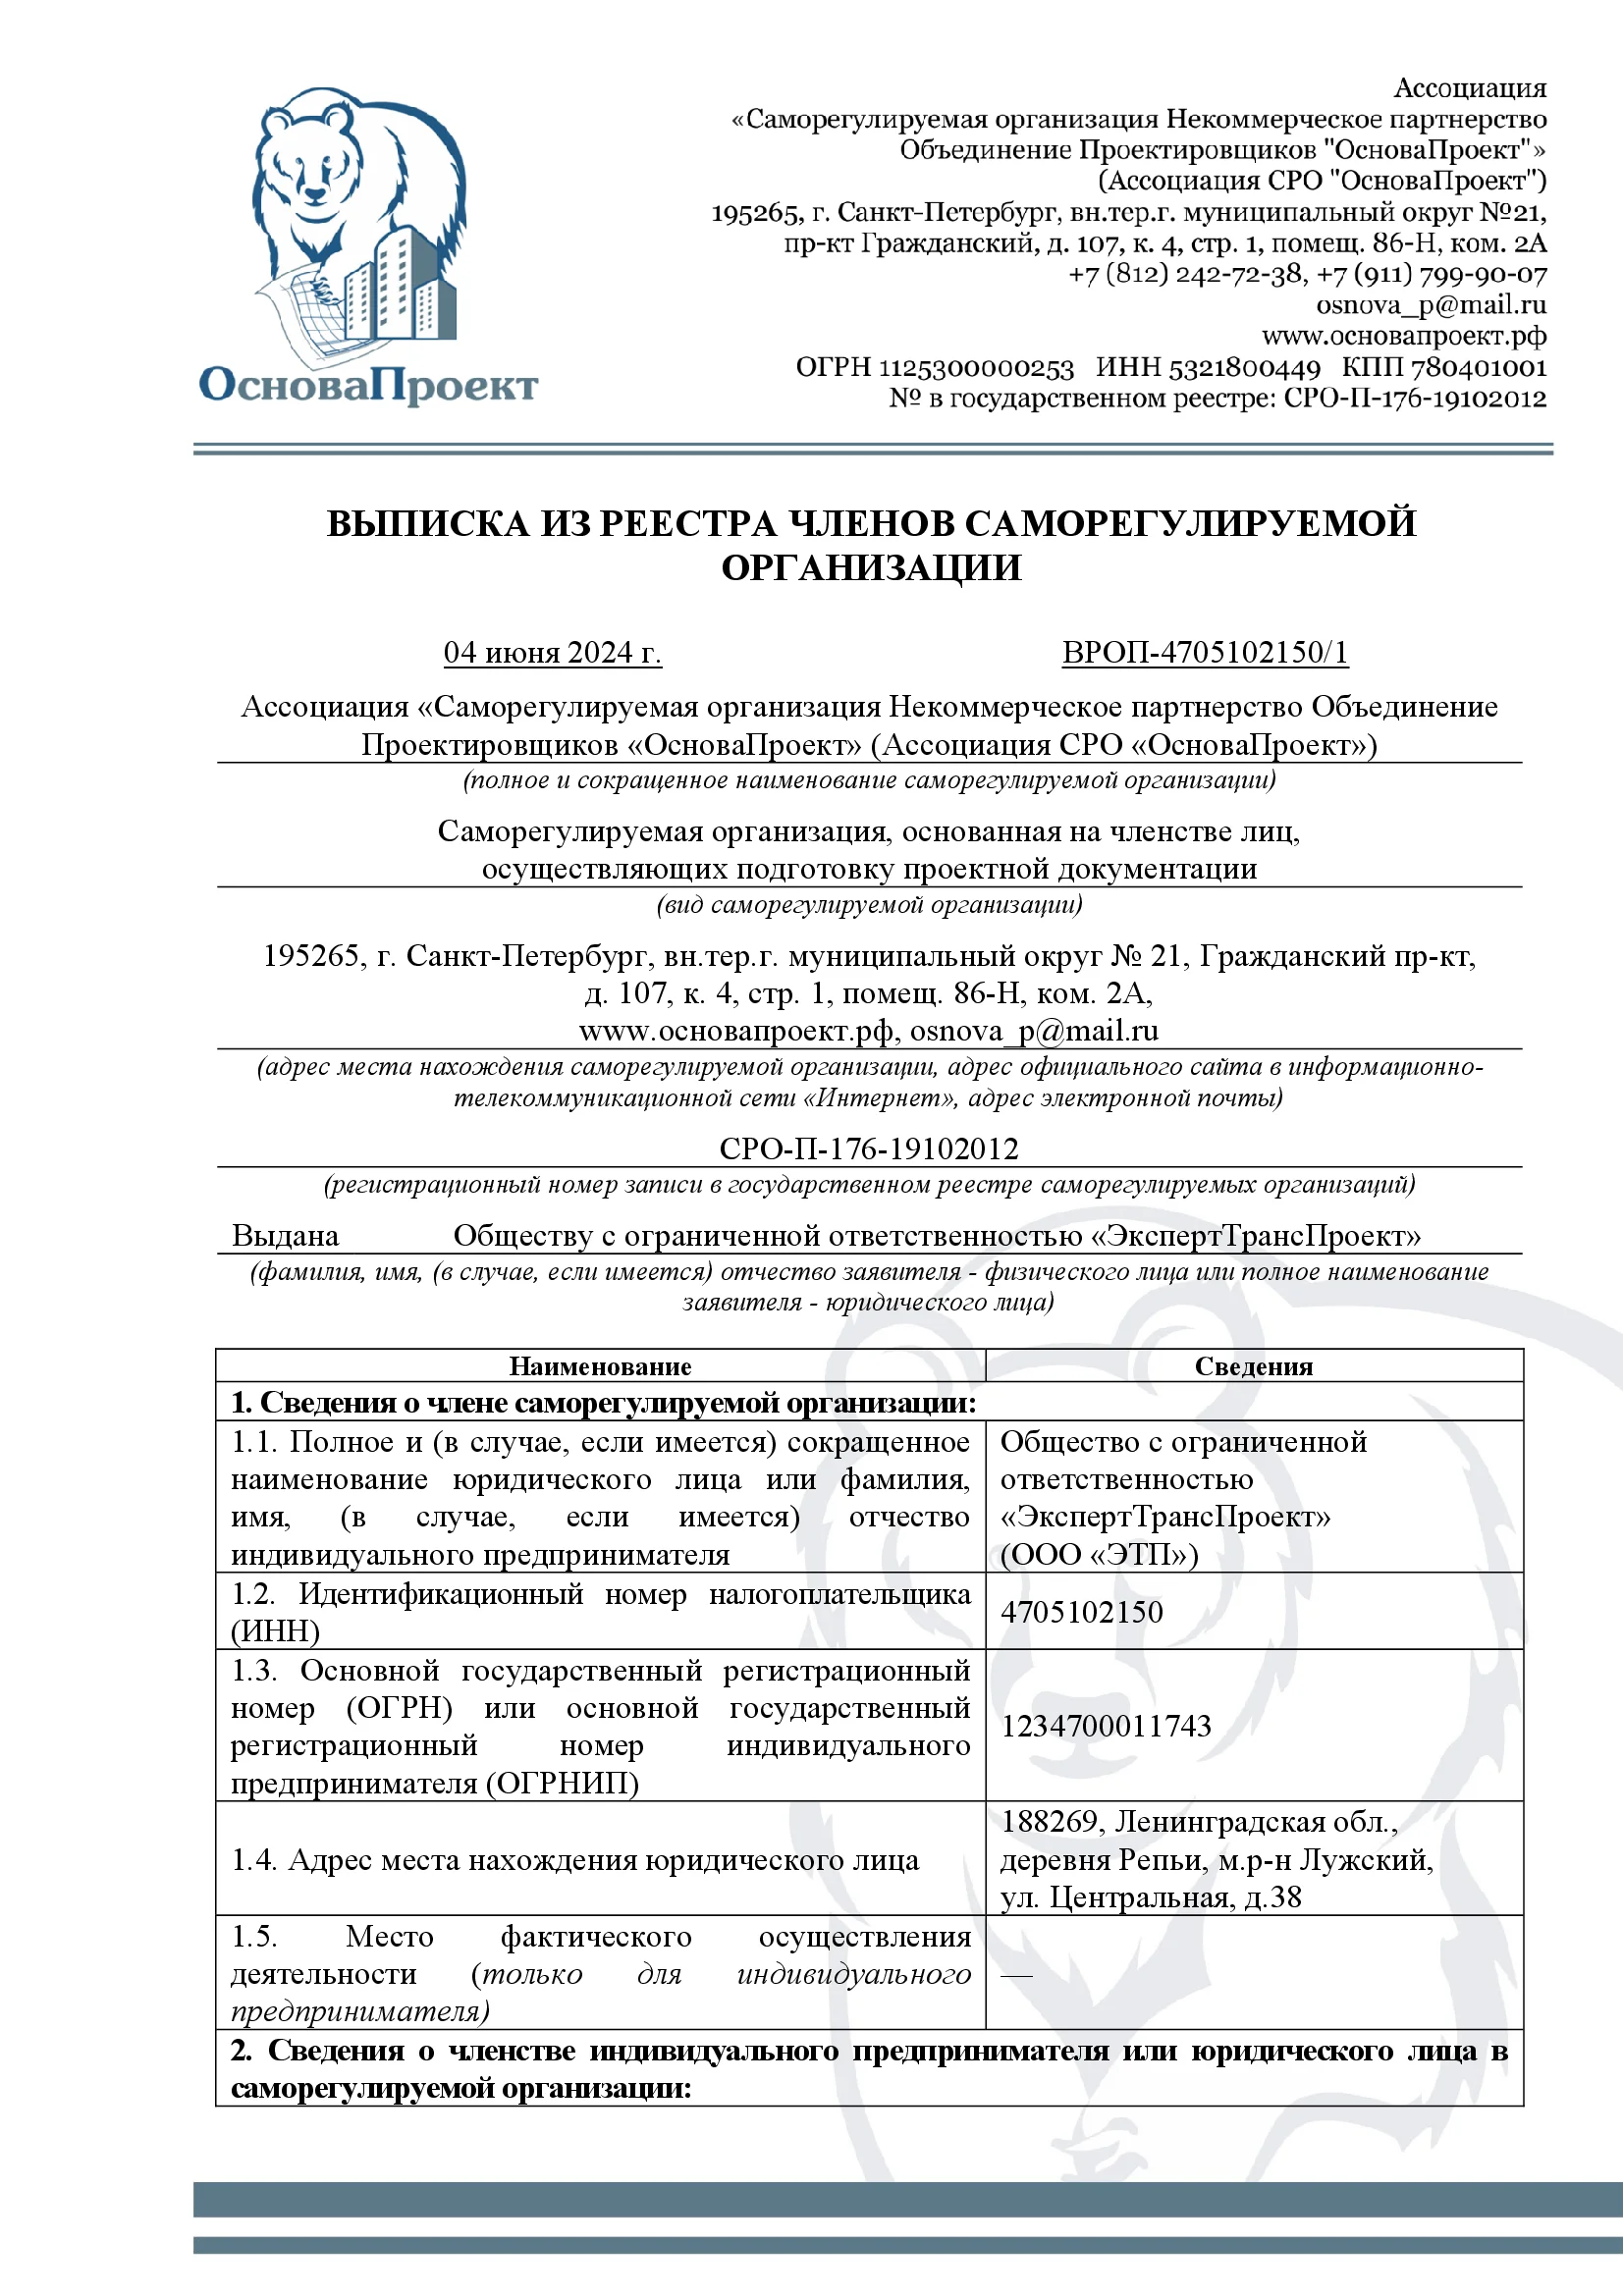 ОсноваПроект
Ассоциация
«Саморегулируемая организация Некоммерческое партнерство
Объединение Проектировщиков "ОсноваПроект"»
(Ассоциация СРО "ОсноваПроект")
195265, г. Санкт-Петербург, вн.тер.г. муниципальный округ №21,
пр-кт Гражданский, д. 107, к. 4, стр. 1, помещ. 86-Н, ком. 2А
+7 (812) 242-72-38, +7 (911) 799-90-07
osnova_p@mail.ru
www.основапроект.рф
ОГРН 1125300000253 ИНН 5321800449 КПП 780401001
№ в государственном реестре: СРО-П-176-19102012
ВЫПИСКА ИЗ РЕЕСТРА ЧЛЕНОВ САМОРЕГУЛИРУЕМОЙ
ОРГАНИЗАЦИИ
04 июня 2024 г. ВРОП-4705102150/1
Ассоциация «Саморегулируемая организация Некоммерческое партнерство Объединение
Проектировщиков «ОсноваПроект» (Ассоциация СРО «ОсноваПроект»)
(полное и сокращенное наименование саморегулируемой организации)
Саморегулируемая организация, основанная на членстве лиц,
осуществляющих подготовку проектной документации
(вид саморегулируемой организации)
195265, г. Санкт-Петербург, вн.тер.г. муниципальный округ № 21, Гражданский пр-кт,
д. 107, к. 4, стр. 1, помещ. 86-Н, ком. 2А,
www.основапроект.рф, osnova_p@mail.ru
(адрес места нахождения саморегулируемой организации, адрес официального сайта в информационно-
телекоммуникационной сети «Интернет», адрес электронной почты)
СРО-П-176-19102012
(регистрационный номер записи в государственном реестре саморегулируемых организаций)
Выдана Обществу с ограниченной ответственностью «ЭкспертТрансПроект»
(фамилия, имя, (в случае, если имеется) отчество заявителя - физического лица или полное наименование
заявителя - юридического лица)
Наименование Сведения
1. Сведения о члене саморегулируемой организации:
1.1. Полное и (в случае, если имеется) сокращенное
наименование юридического лица или фамилия,
имя, (в случае, если имеется) отчество
индивидуального предпринимателя
Общество с ограниченной
ответственностью
«ЭкспертТрансПроект»
(ООО «ЭТП»)
1.2. Идентификационный номер налогоплательщика
(ИНН)
4705102150
1.3. Основной государственный регистрационный
номер (ОГРН) или основной государственный
регистрационный номер индивидуального
предпринимателя (ОГРНИП)
1234700011743
1.4. Адрес места нахождения юридического лица
188269, Ленинградская обл.,
деревня Репьи, м.р-н Лужский,
ул. Центральная, д.38
1.5. Место фактического осуществления
деятельности (только для индивидуального
предпринимателя)
—
2. Сведения о членстве индивидуального предпринимателя или юридического лица в
саморегулируемой организации: